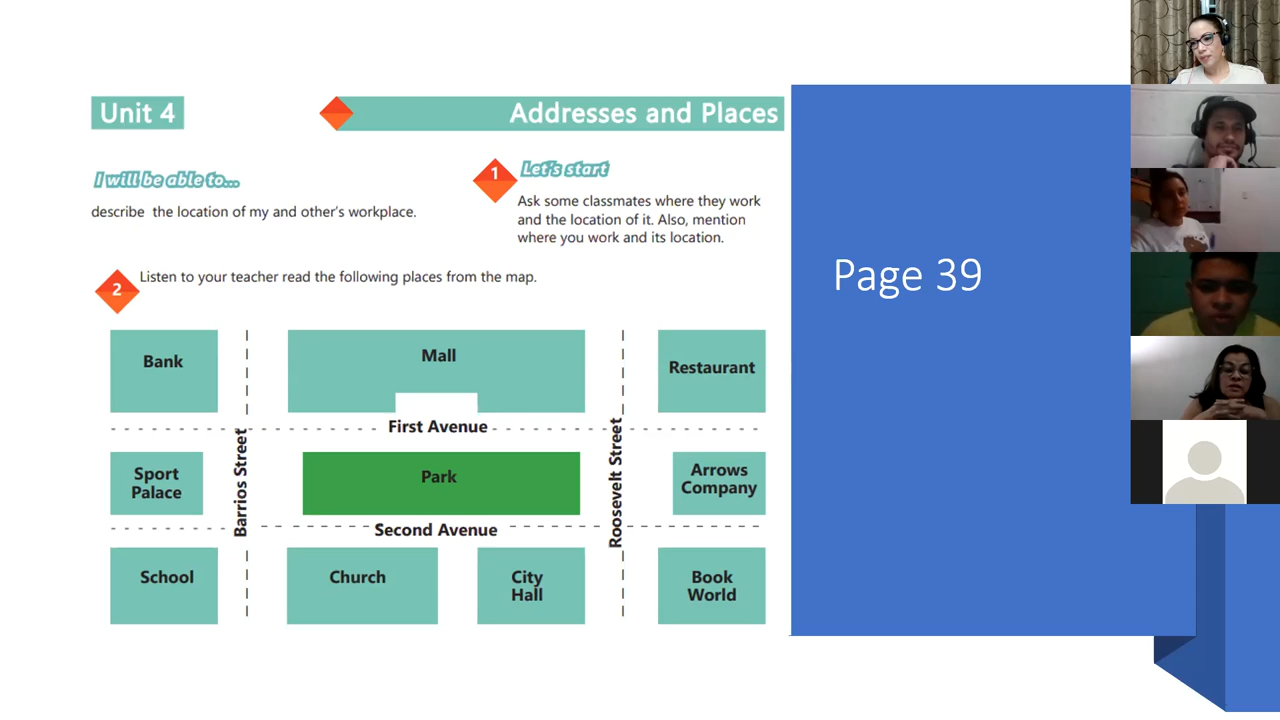 Unit 4
Addresses and Places
I will be able to...
describe the location of my and other's workplace.
1
Let's start
Ask some classmates where they work
and the location of it. Also, mention
where you work and its location.
2
Listen to your teacher read the following places from the map.
Bank
Mall
Restaurant
First Avenue
Sport
Palace
Barrios Street
Park
Roosevelt Street
Arrows
Company
Second Avenue
School
Church
City
Hall
Book
World
Page 39